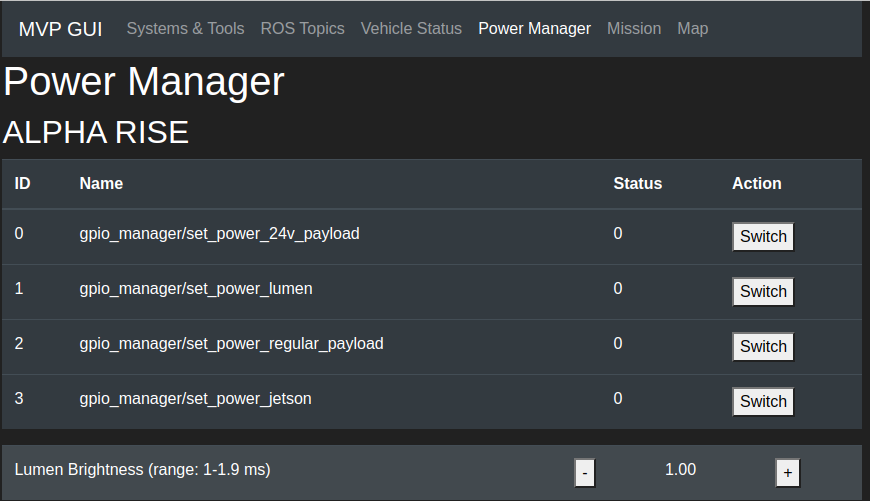 MVP GUI Systems & Tools ROS Topics Vehicle Status Power Manager Mission Map
Power Manager
ALPHA RISE
ID Name Status Action
0 gpio_manager/set_power_24v_payload 0 Switch
1 gpio_manager/set_power_lumen 0 Switch
2 gpio_manager/set_power_regular_payload 0 Switch
3 gpio_manager/set_power_jetson 0 Switch
Lumen Brightness (range: 1-1.9 ms) - 1.00 +